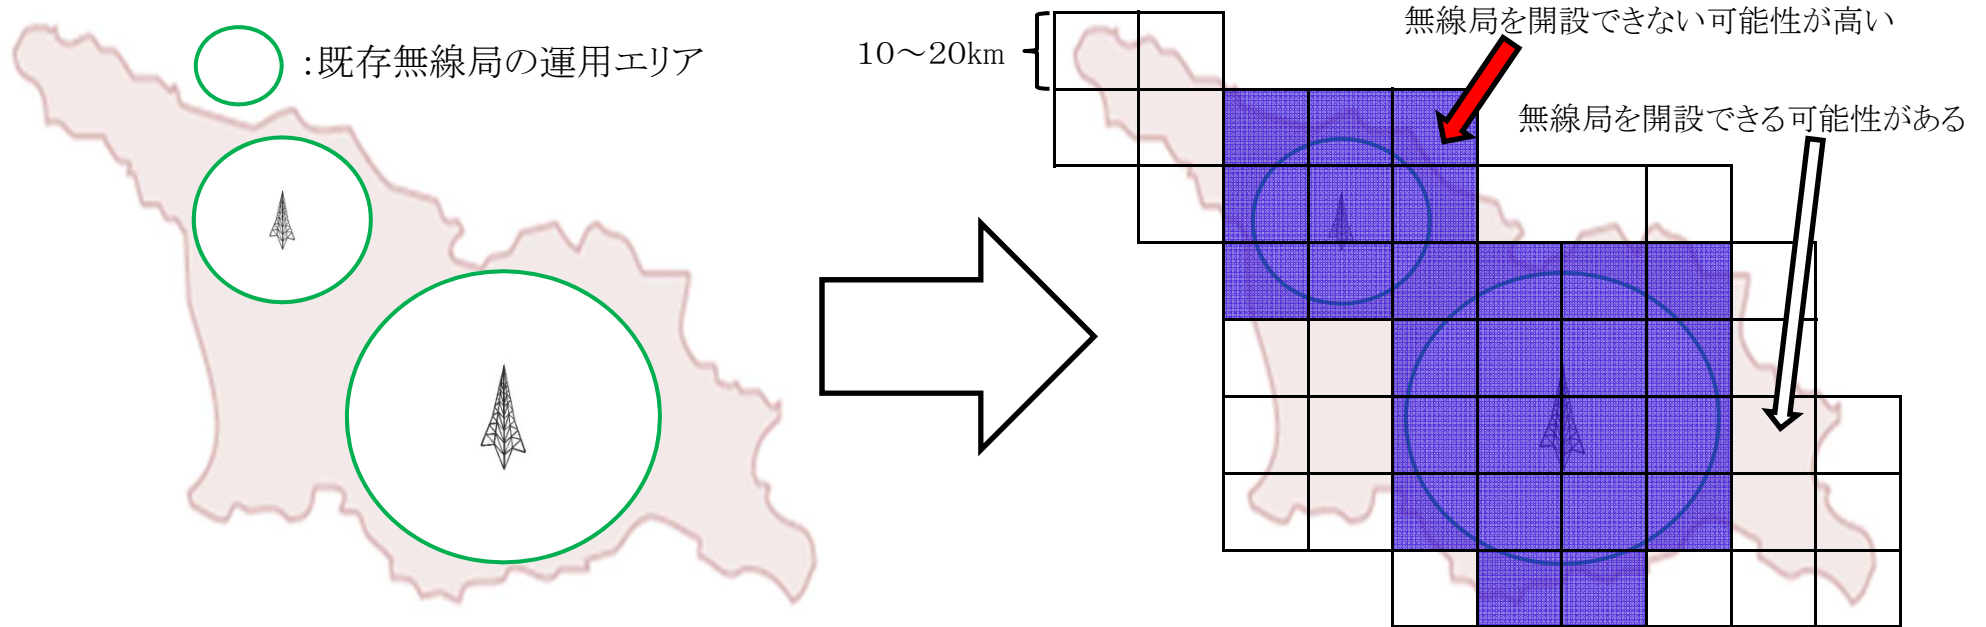 :既存無線局の運用エリア
10～20km
無線局を開設できない可能性が高い
無線局を開設できる可能性がある